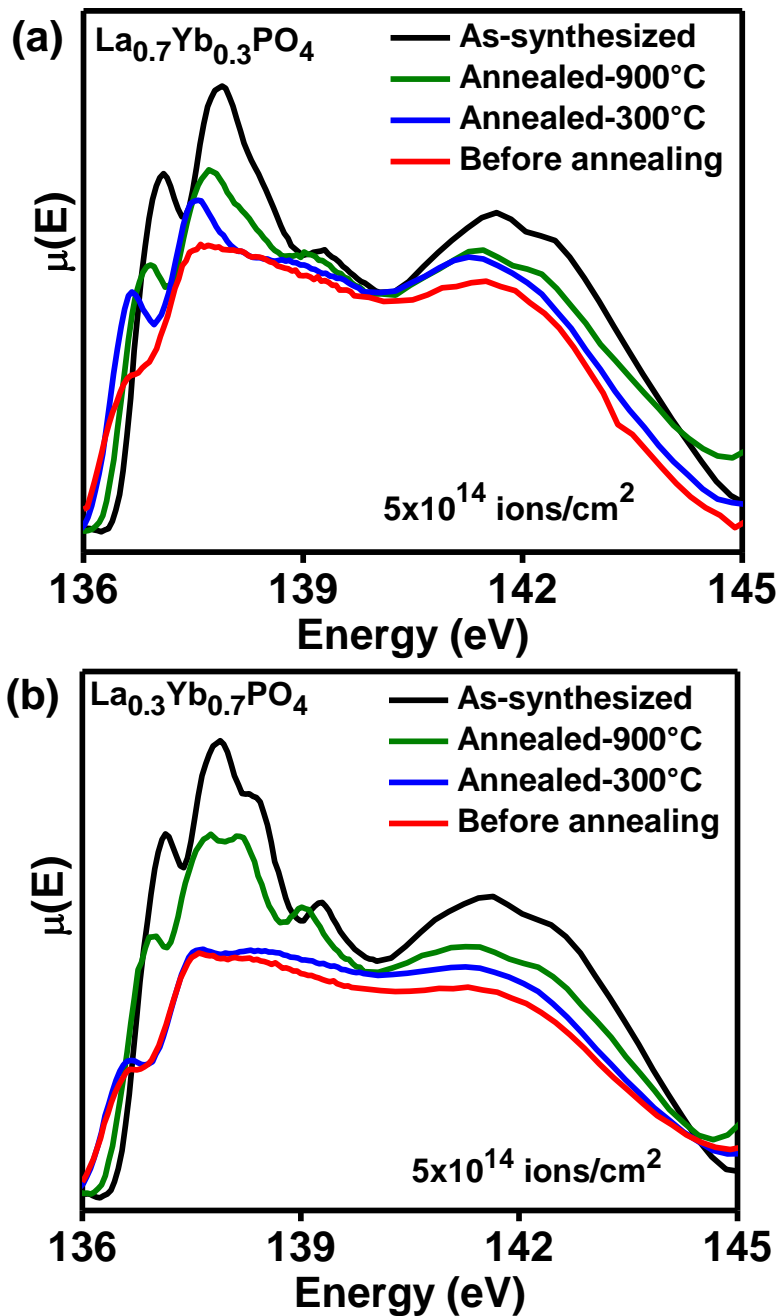 (a)
La0.7Yb0.3PO4
As-synthesized
Annealed-900°C
Annealed-300°C
Before annealing
μ(E)
5x10^14 ions/cm^2
136 139 142 145
Energy (eV)
(b)
La0.3Yb0.7PO4
As-synthesized
Annealed-900°C
Annealed-300°C
Before annealing
μ(E)
5x10^14 ions/cm^2
136 139 142 145
Energy (eV)